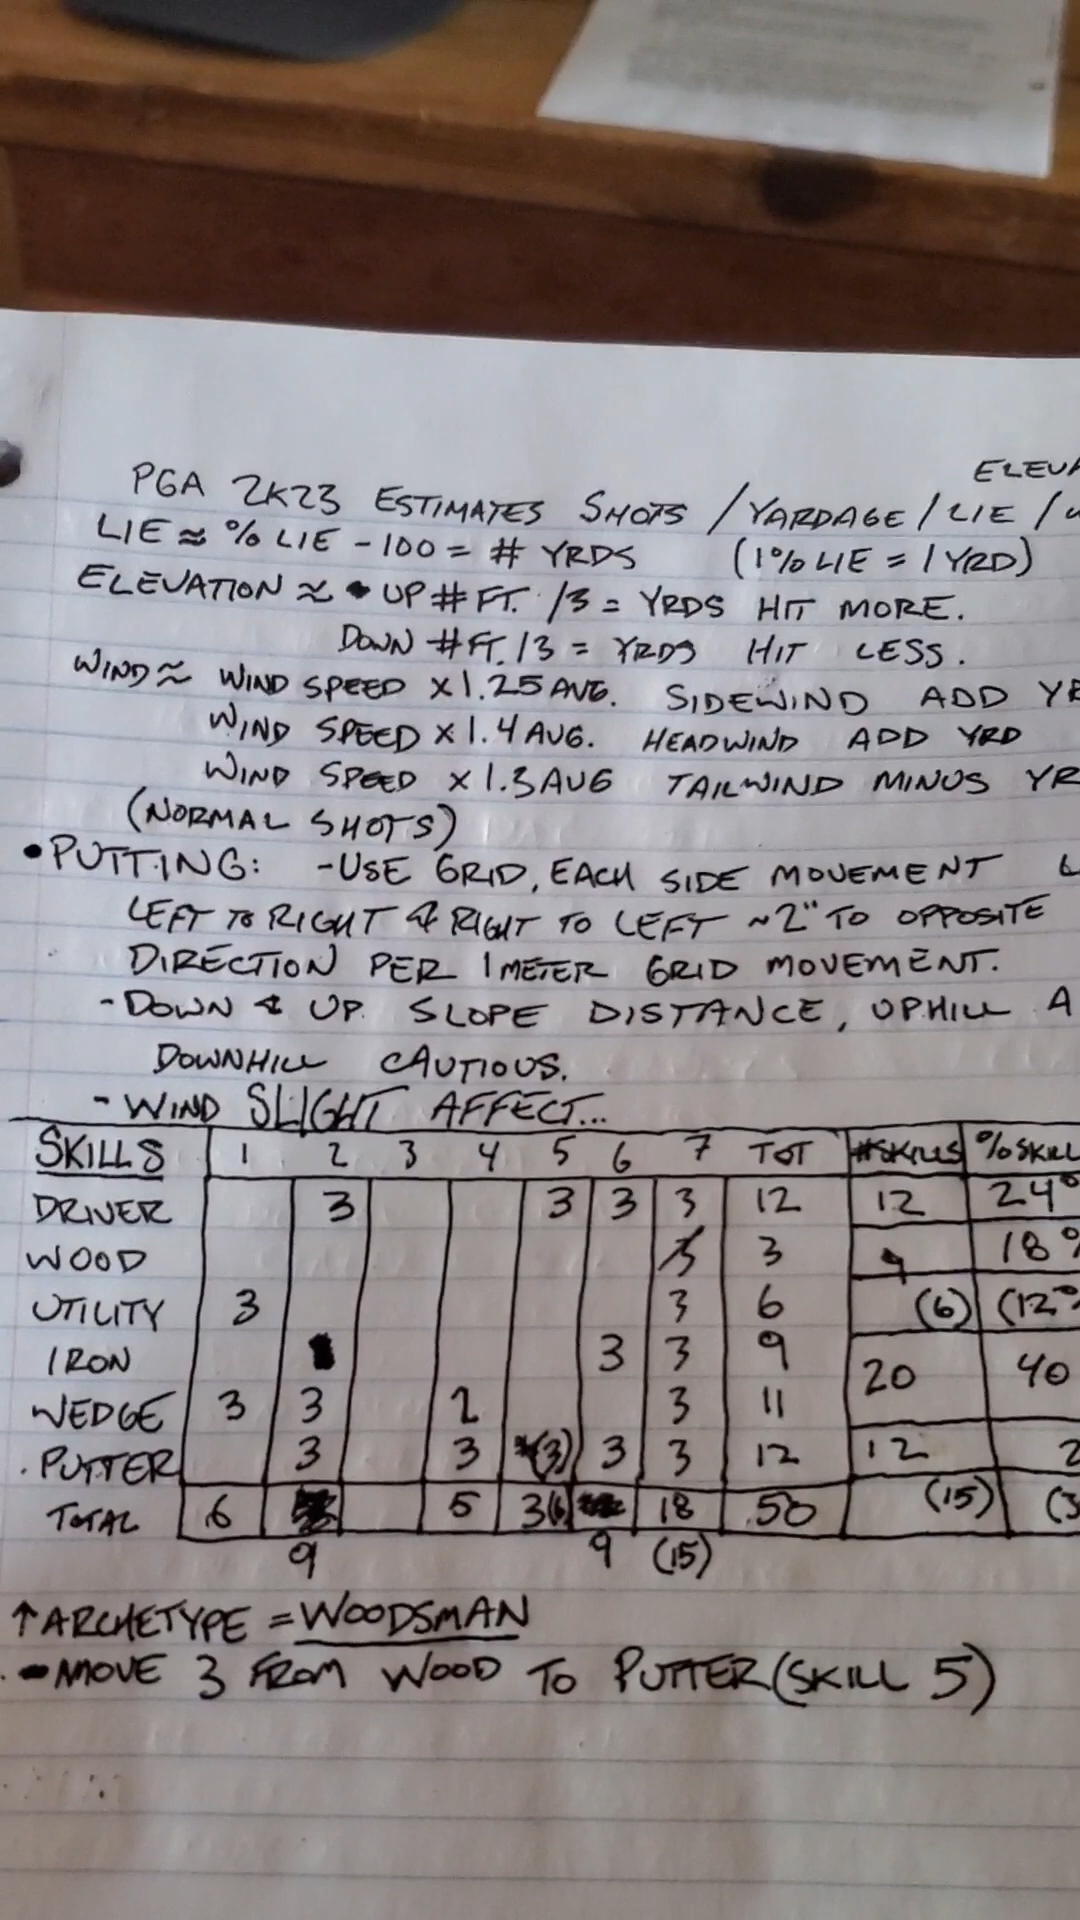 ELEVA
PGA 2K23 ESTIMATES SHOTS / YARDAGE / LIE /
LIE ≈ % LIE - 100 = # YRDS (1% LIE = 1 YRD)
ELEVATION ≈ UP # FT. /3 = YRDS HIT MORE.
DOWN # FT. /3 = YRDS HIT LESS.
WIND ≈ WIND SPEED X 1.25 AVG. SIDEWIND ADD YR
WIND SPEED X 1.4 AVG. HEADWIND ADD YRD
WIND SPEED X 1.3 AVG TAILWIND MINUS YR
(NORMAL SHOTS)
• PUTTING: - USE GRID, EACH SIDE MOVEMENT
LEFT TO RIGHT & RIGHT TO LEFT ~2" TO OPPOSITE
DIRECTION PER 1 METER GRID MOVEMENT.
- DOWN & UP SLOPE DISTANCE, UPHILL A
DOWNHILL CAUTIOUS.
- WIND SLIGHT AFFECT...
SKILLS 1 2 3 4 5 6 7 TOT #SKILLS % SKILL
DRIVER 3 3 3 3 12 12 24%
WOOD 3 3 9 18%
UTILITY 3 3 6 (6) (12%
IRON 3 3 9 20 40
WEDGE 3 3 2 3 11
PUTTER 3 3 (3) 3 3 12 12 2
TOTAL 6 5 3(6) 18 50 (15) (3
9 9 (15)
↑ ARCHETYPE = WOODSMAN
- MOVE 3 FROM WOOD TO PUTTER (SKILL 5)